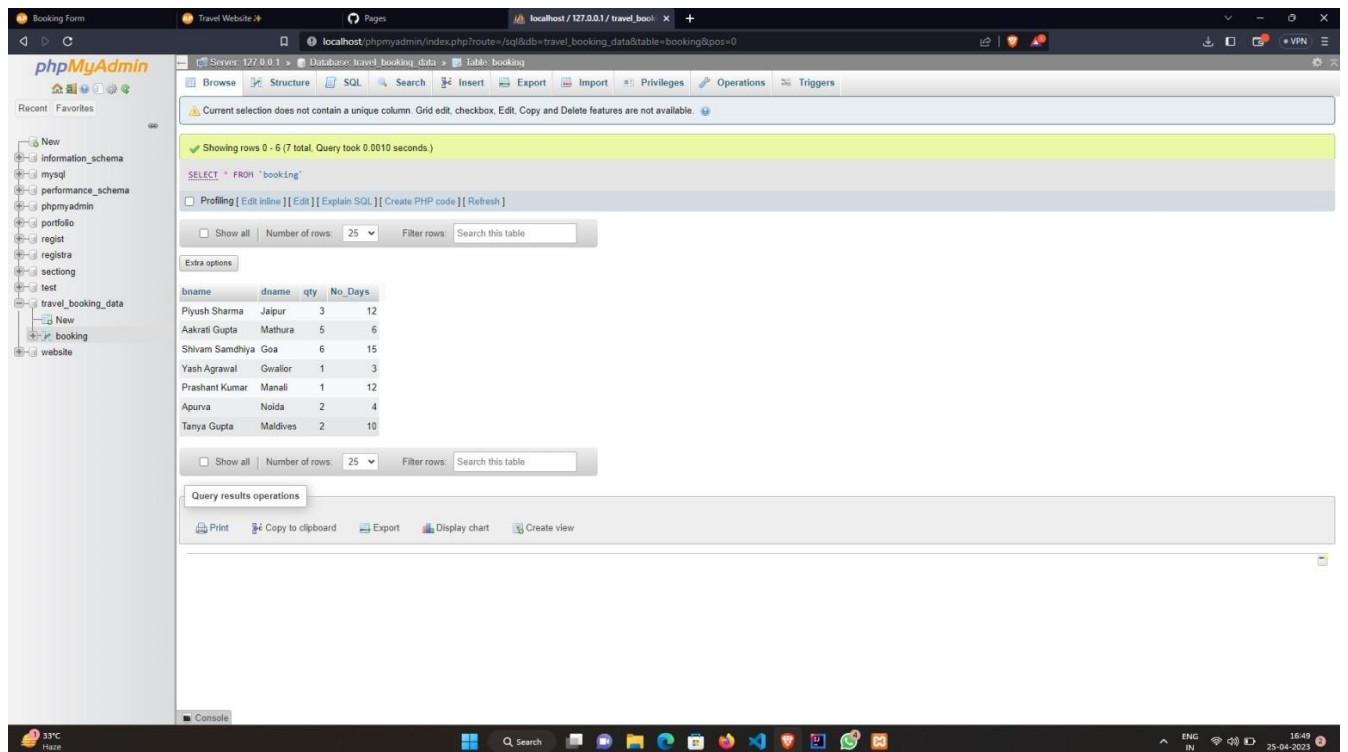 Booking Form
Travel Website ✈
Pages
localhost / 127.0.0.1 / travel_book
localhost/phpmyadmin/index.php?route=/sql&db=travel_booking_data&table=booking&pos=0
VPN
phpMyAdmin
Recent Favorites
New
information_schema
mysql
performance_schema
phpmyadmin
portfolio
regist
registra
sectiong
test
travel_booking_data
New
booking
website
Server: 127.0.0.1 » Database: travel_booking_data » Table: booking
Browse Structure SQL Search Insert Export Import Privileges Operations Triggers
Current selection does not contain a unique column. Grid edit, checkbox, Edit, Copy and Delete features are not available.
Showing rows 0 - 6 (7 total, Query took 0.0010 seconds.)
SELECT * FROM `booking`
Profiling [ Edit inline ] [ Edit ] [ Explain SQL ] [ Create PHP code ] [ Refresh ]
Show all | Number of rows: 25 Filter rows: Search this table
Extra options
bname dname qty No_Days
Piyush Sharma Jaipur 3 12
Aakrati Gupta Mathura 5 6
Shivam Samdhiya Goa 6 15
Yash Agrawal Gwalior 1 3
Prashant Kumar Manali 1 12
Apurva Noida 2 4
Tanya Gupta Maldives 2 10
Show all | Number of rows: 25 Filter rows: Search this table
Query results operations
Print Copy to clipboard Export Display chart Create view
Console
33°C
Haze
Search
ENG
IN
16:49
25-04-2023